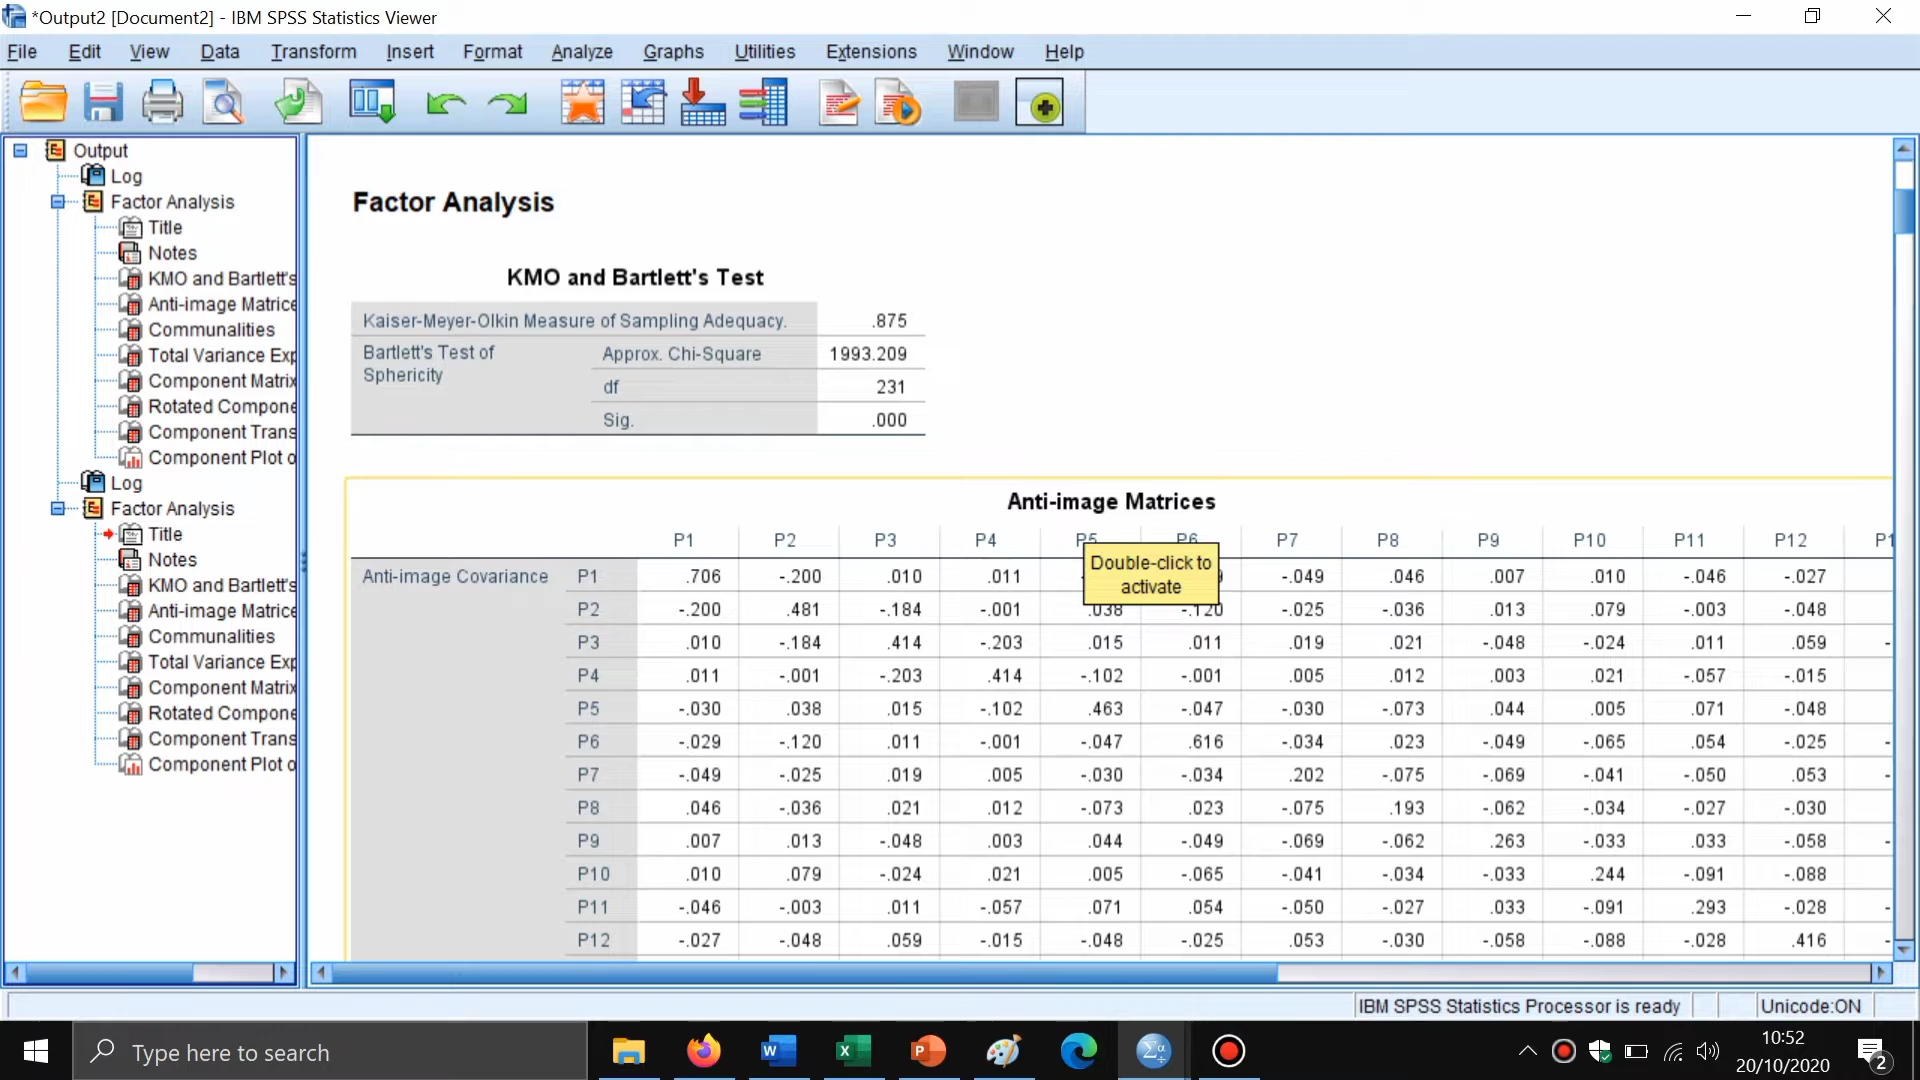 *Output2 [Document2] - IBM SPSS Statistics Viewer
File Edit View Data Transform Insert Format Analyze Graphs Utilities Extensions Window Help
Output
Log
Factor Analysis
Title
Notes
KMO and Bartlett's
Anti-image Matrice
Communalities
Total Variance Exp
Component Matrix
Rotated Compone
Component Trans
Component Plot o
Log
Factor Analysis
Title
Notes
KMO and Bartlett's
Anti-image Matrice
Communalities
Total Variance Exp
Component Matrix
Rotated Compone
Component Trans
Component Plot o
Factor Analysis
KMO and Bartlett's Test
Kaiser-Meyer-Olkin Measure of Sampling Adequacy. .875
Bartlett's Test of Sphericity Approx. Chi-Square 1993.209
df 231
Sig. .000
Anti-image Matrices
P1 P2 P3 P4 P5 P6 P7 P8 P9 P10 P11 P12 P1
Double-click to
activate
Anti-image Covariance P1 .706 -.200 .010 .011 -.049 .046 .007 .010 -.046 -.027
P2 -.200 .481 -.184 -.001 .038 -.120 -.025 -.036 .013 .079 -.003 -.048
P3 .010 -.184 .414 -.203 .015 .011 .019 .021 -.048 -.024 .011 .059 -
P4 .011 -.001 -.203 .414 -.102 -.001 .005 .012 .003 .021 -.057 -.015
P5 -.030 .038 .015 -.102 .463 -.047 -.030 -.073 .044 .005 .071 -.048
P6 -.029 -.120 .011 -.001 -.047 .616 -.034 .023 -.049 -.065 .054 -.025 -
P7 -.049 -.025 .019 .005 -.030 -.034 .202 -.075 -.069 -.041 -.050 .053 -
P8 .046 -.036 .021 .012 -.073 .023 -.075 .193 -.062 -.034 -.027 -.030
P9 .007 .013 -.048 .003 .044 -.049 -.069 -.062 .263 -.033 .033 -.058 -
P10 .010 .079 -.024 .021 .005 -.065 -.041 -.034 -.033 .244 -.091 -.088
P11 -.046 -.003 .011 -.057 .071 .054 -.050 -.027 .033 -.091 .293 -.028 -
P12 -.027 -.048 .059 -.015 -.048 -.025 .053 -.030 -.058 -.088 -.028 .416 -
IBM SPSS Statistics Processor is ready Unicode:ON
Type here to search
10:52
20/10/2020
2